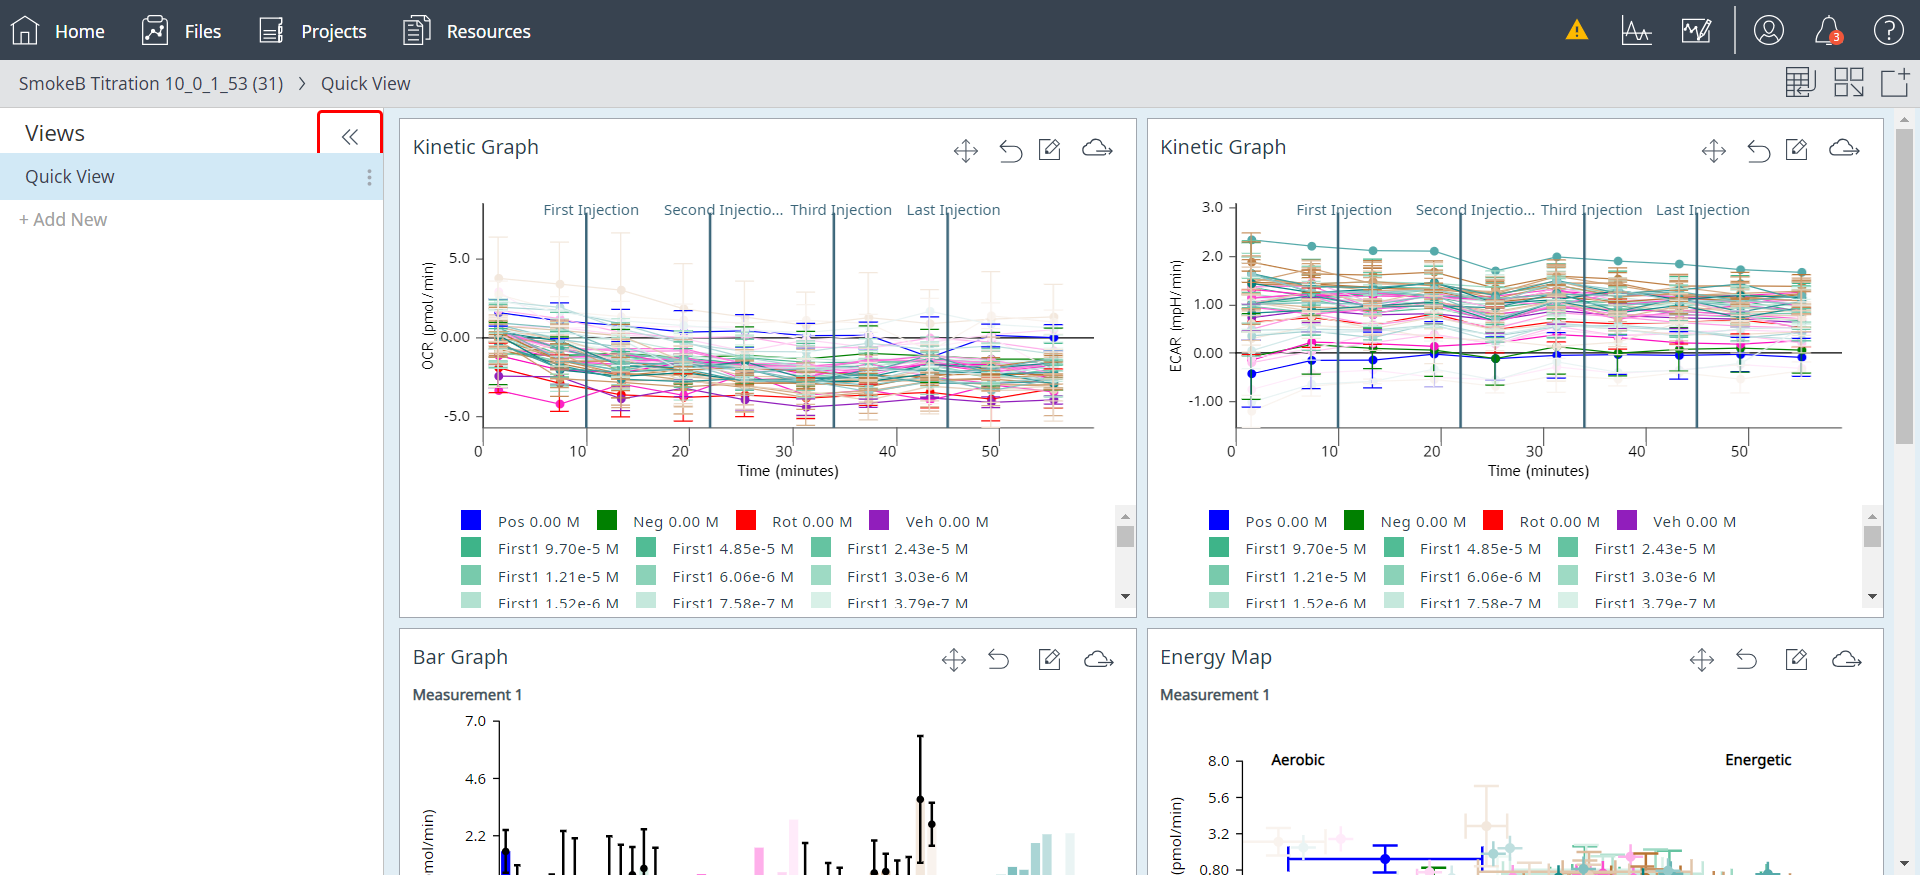 Home Files Projects Resources
3
SmokeB Titration 10_0_1_53 (31) > Quick View
Views
Quick View
+ Add New
Kinetic Graph
First Injection Second Injectio... Third Injection Last Injection
5.0
0.00
-5.0
OCR (pmol/min)
0 10 20 30 40 50
Time (minutes)
Pos 0.00 M Neg 0.00 M Rot 0.00 M Veh 0.00 M
First1 9.70e-5 M First1 4.85e-5 M First1 2.43e-5 M
First1 1.21e-5 M First1 6.06e-6 M First1 3.03e-6 M
First1 1.52e-6 M First1 7.58e-7 M First1 3.79e-7 M
Kinetic Graph
First Injection Second Injectio... Third Injection Last Injection
3.0
2.0
1.00
0.00
-1.00
ECAR (mpH/min)
0 10 20 30 40 50
Time (minutes)
Pos 0.00 M Neg 0.00 M Rot 0.00 M Veh 0.00 M
First1 9.70e-5 M First1 4.85e-5 M First1 2.43e-5 M
First1 1.21e-5 M First1 6.06e-6 M First1 3.03e-6 M
First1 1.52e-6 M First1 7.58e-7 M First1 3.79e-7 M
Bar Graph
Measurement 1
7.0
4.6
2.2
mol/min)
Energy Map
Measurement 1
Aerobic Energetic
8.0
5.6
3.2
0.80
(pmol/min)